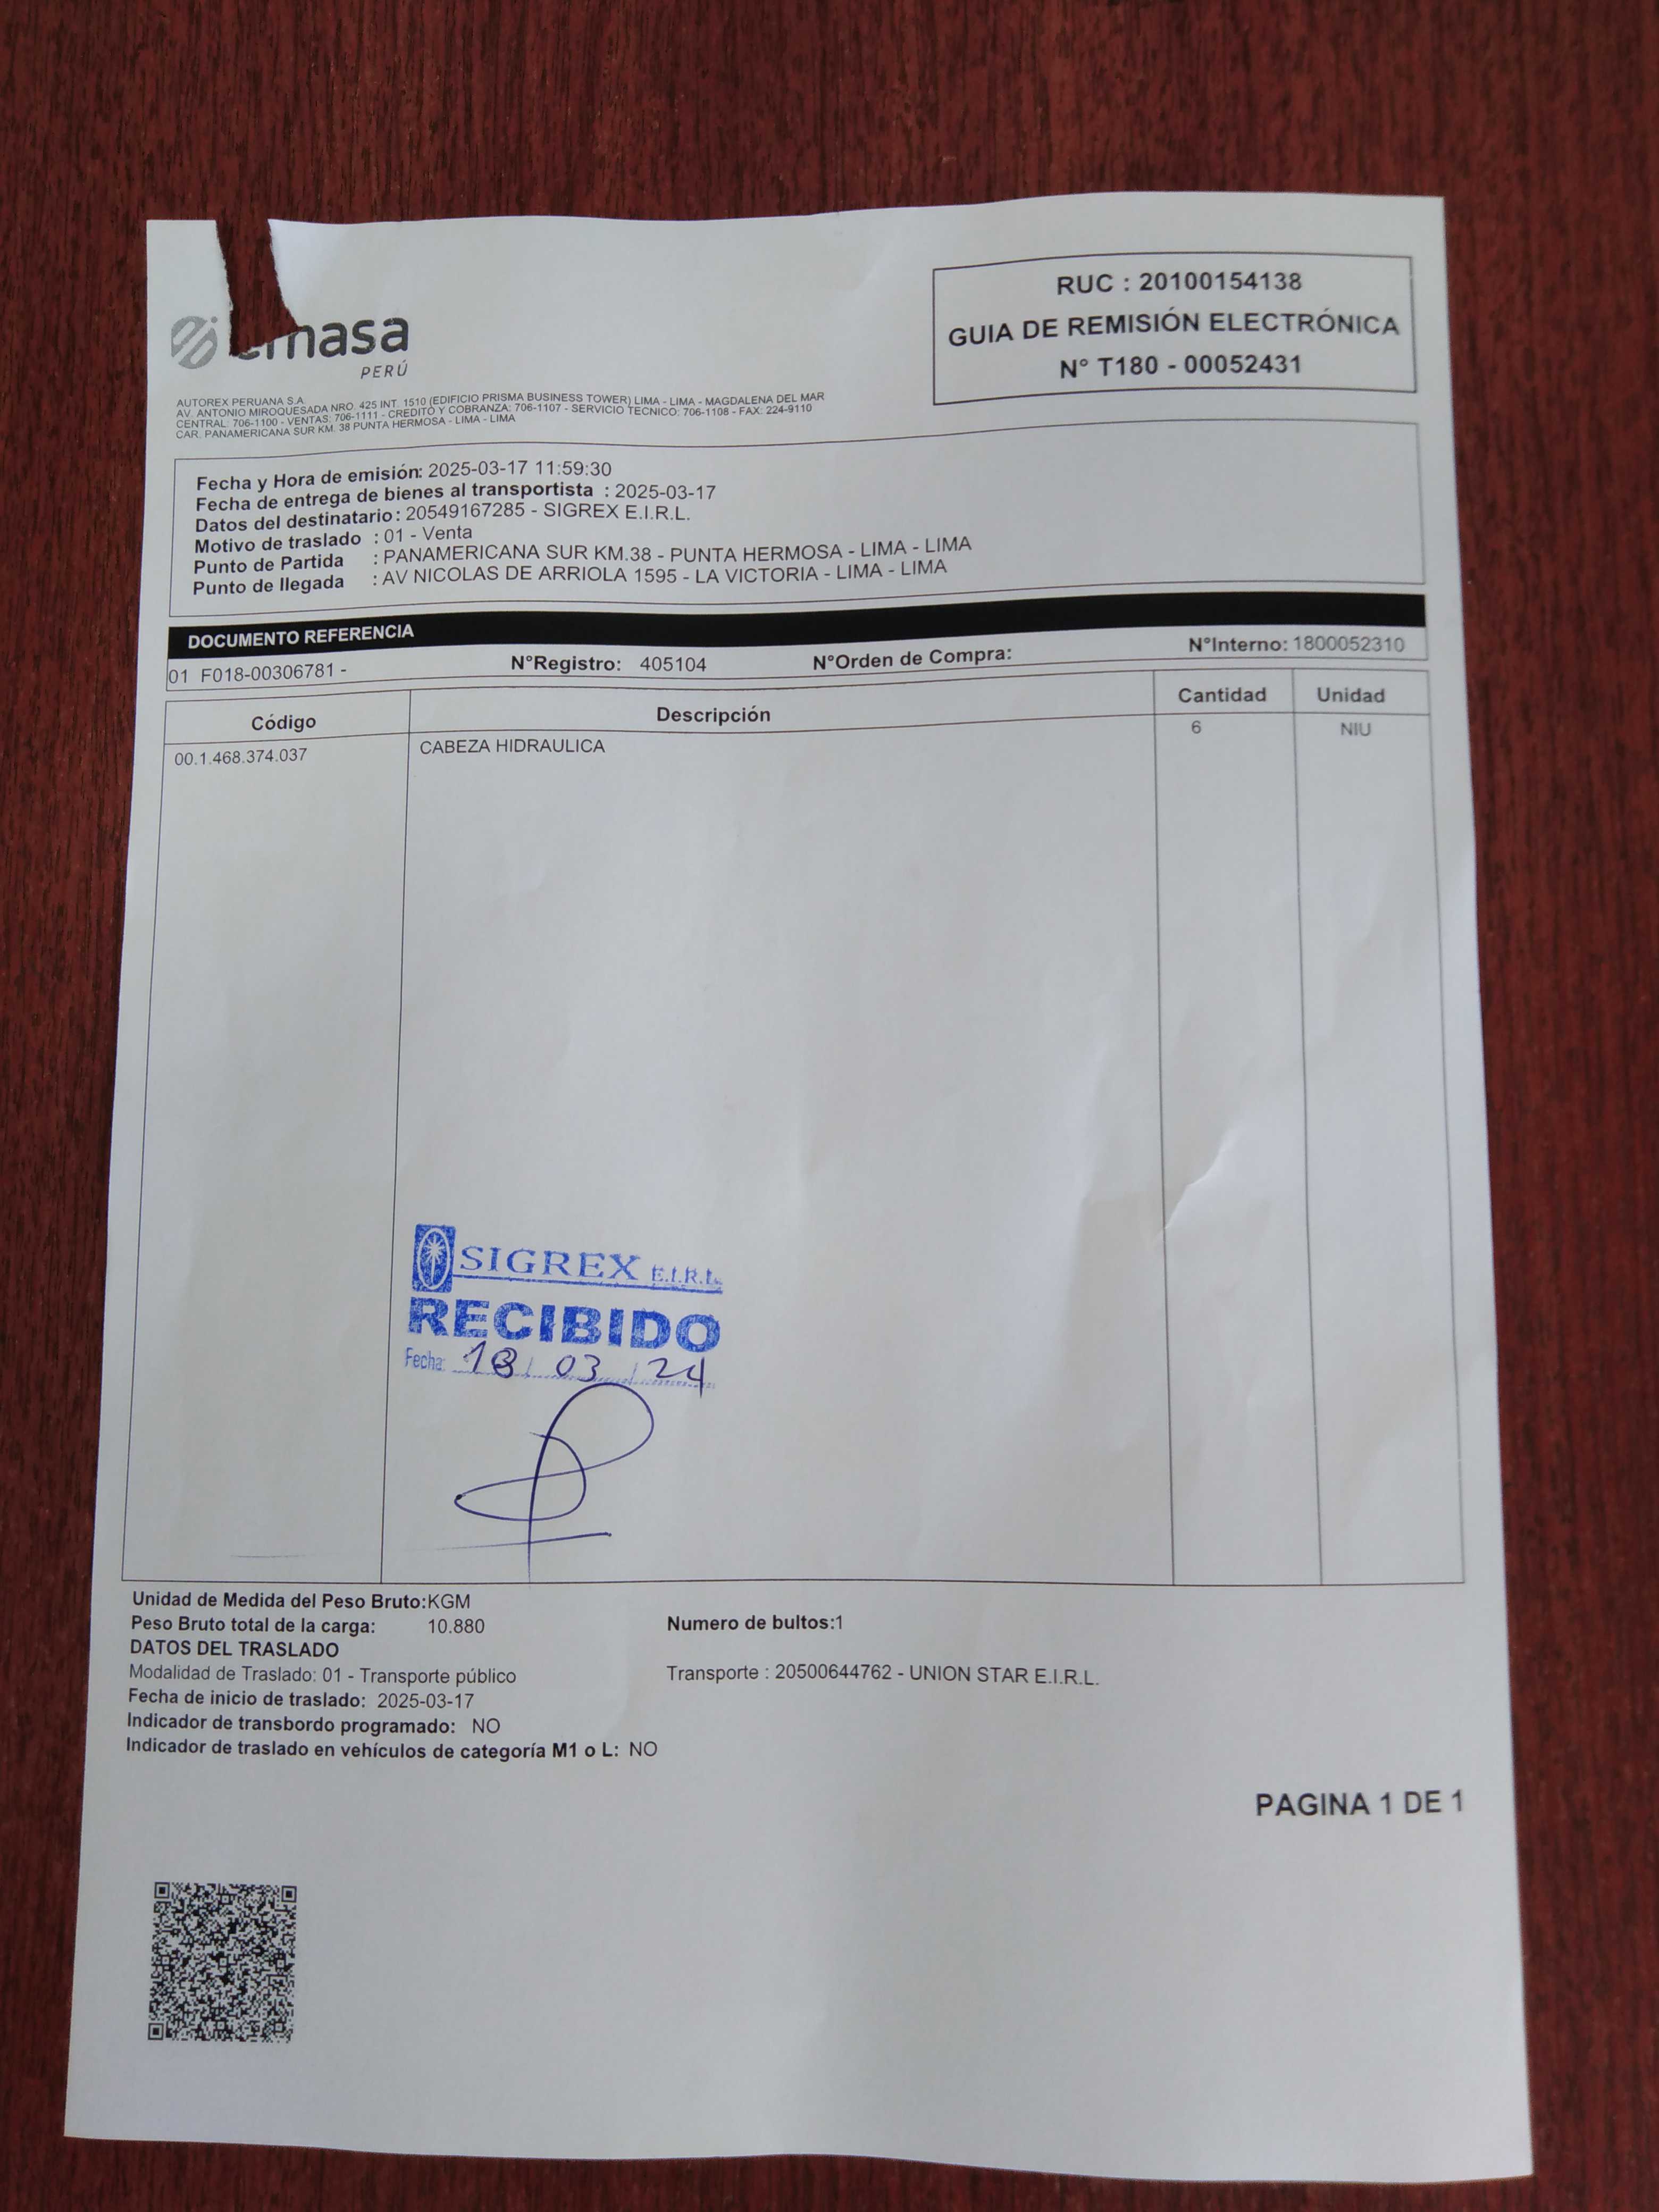 emasa
PERÚ
RUC : 20100154138
GUIA DE REMISIÓN ELECTRÓNICA
N° T180 - 00052431
AUTOREX PERUANA S.A.
AV. ANTONIO MIROQUESADA NRO. 425 INT. 1510 (EDIFICIO PRISMA BUSINESS TOWER) LIMA - LIMA - MAGDALENA DEL MAR
CENTRAL: 706-1100 - VENTAS: 706-1111 - CREDITO Y COBRANZA: 706-1107 - SERVICIO TECNICO: 706-1108 - FAX: 224-9110
CAR. PANAMERICANA SUR KM. 38 PUNTA HERMOSA - LIMA - LIMA
Fecha y Hora de emisión: 2025-03-17 11:59:30
Fecha de entrega de bienes al transportista : 2025-03-17
Datos del destinatario : 20549167285 - SIGREX E.I.R.L.
Motivo de traslado : 01 - Venta
Punto de Partida : PANAMERICANA SUR KM.38 - PUNTA HERMOSA - LIMA - LIMA
Punto de llegada : AV NICOLAS DE ARRIOLA 1595 - LA VICTORIA - LIMA - LIMA
DOCUMENTO REFERENCIA
01 F018-00306781 - N°Registro: 405104 N°Orden de Compra: N°Interno: 1800052310
Código Descripción Cantidad Unidad
00.1.468.374.037 CABEZA HIDRAULICA 6 NIU
SIGREX E.I.R.L.
RECIBIDO
Fecha: 18 / 03 / 24
Unidad de Medida del Peso Bruto:KGM
Peso Bruto total de la carga: 10.880 Numero de bultos:1
DATOS DEL TRASLADO
Modalidad de Traslado: 01 - Transporte público Transporte : 20500644762 - UNION STAR E.I.R.L.
Fecha de inicio de traslado: 2025-03-17
Indicador de transbordo programado: NO
Indicador de traslado en vehículos de categoría M1 o L: NO
PAGINA 1 DE 1